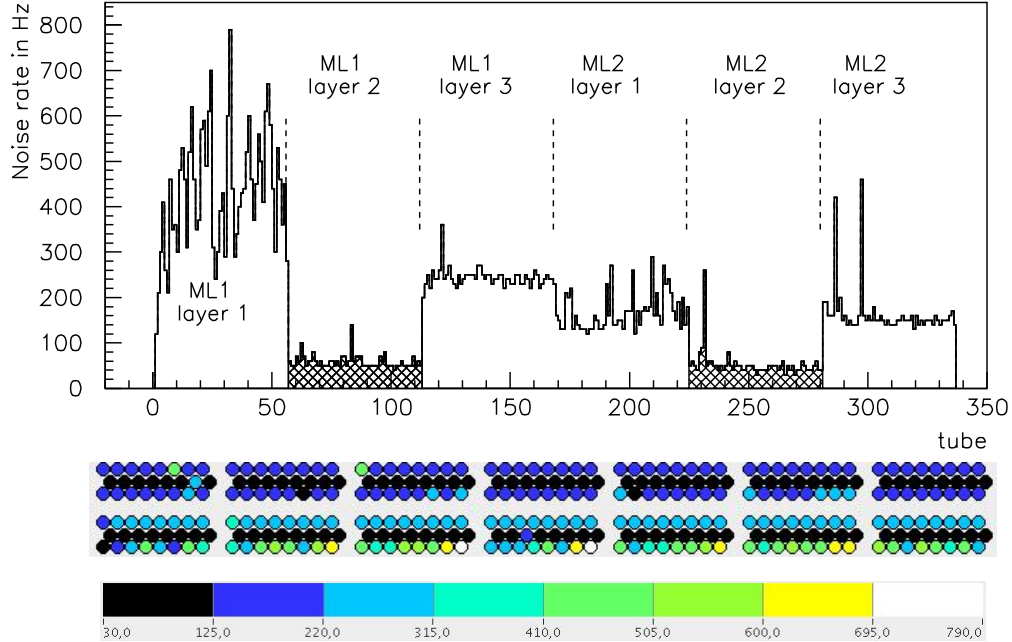 Noise rate in Hz
800
700
600
500
400
300
200
100
0
ML1
layer 1
ML1
layer 2
ML1
layer 3
ML2
layer 1
ML2
layer 2
ML2
layer 3
0 50 100 150 200 250 300 350
tube
30,0 125,0 220,0 315,0 410,0 505,0 600,0 695,0 790,0